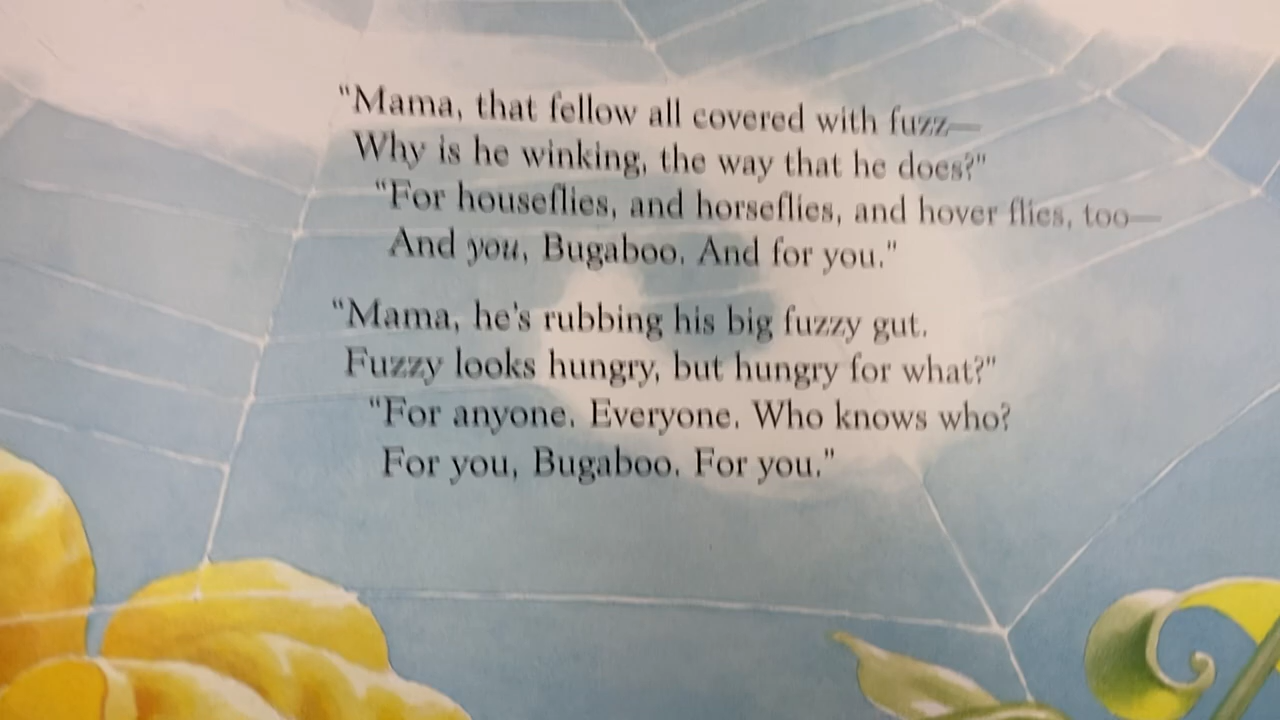 “Mama, that fellow all covered with fuzz—
Why is he winking, the way that he does?"
“For houseflies, and horseflies, and hover flies, too—
And you, Bugaboo. And for you."
“Mama, he's rubbing his big fuzzy gut.
Fuzzy looks hungry, but hungry for what?"
“For anyone. Everyone. Who knows who?
For you, Bugaboo. For you."